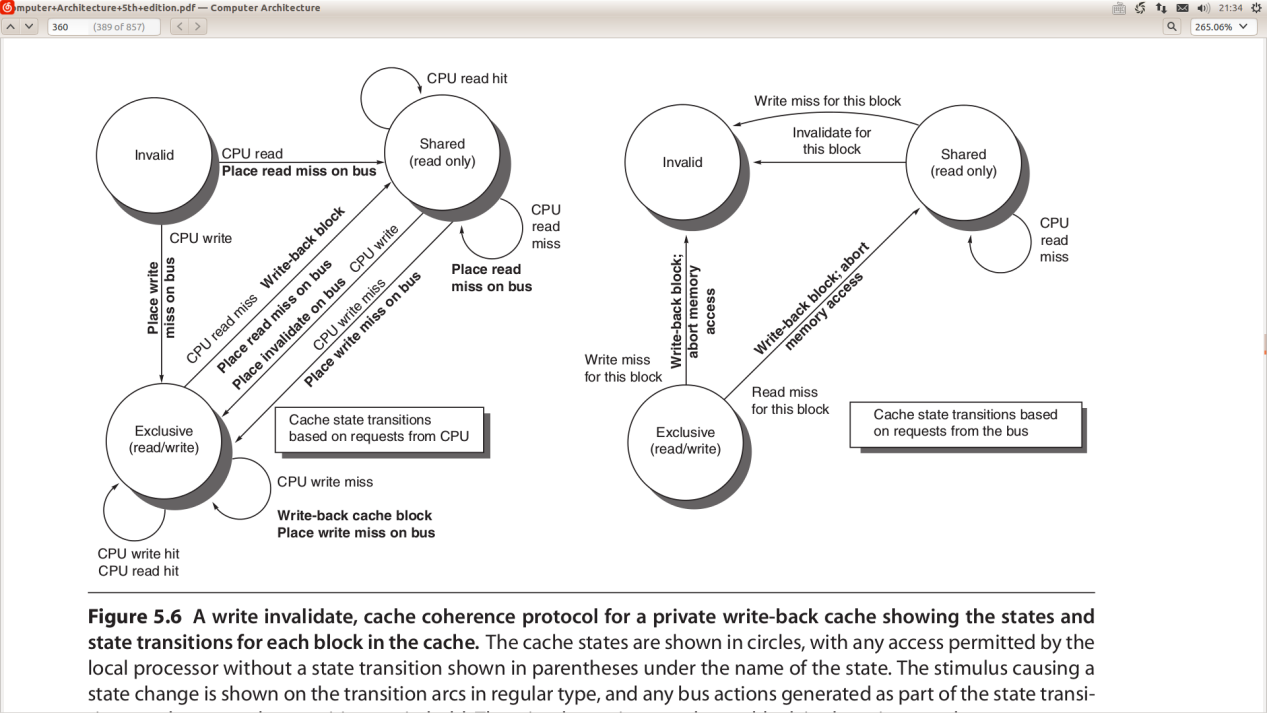 omputer+Architecture+5th+edition.pdf — Computer Architecture
21:34
360 (389 of 857)
265.06%
CPU read hit
Invalid
Shared
(read only)
CPU read
Place read miss on bus
CPU write
Place write
miss on bus
CPU read miss Write-back block
Place read miss on bus
Place invalidate on bus CPU write
CPU write miss
Place write miss on bus
CPU
read
miss
Place read
miss on bus
Exclusive
(read/write)
Cache state transitions
based on requests from CPU
CPU write miss
Write-back cache block
Place write miss on bus
CPU write hit
CPU read hit
Write miss for this block
Invalidate for
this block
Invalid
Shared
(read only)
CPU
read
miss
Write-back block;
abort memory
access
Write-back block; abort
memory access
Write miss
for this block
Read miss
for this block
Exclusive
(read/write)
Cache state transitions based
on requests from the bus
Figure 5.6 A write invalidate, cache coherence protocol for a private write-back cache showing the states and
state transitions for each block in the cache. The cache states are shown in circles, with any access permitted by the
local processor without a state transition shown in parentheses under the name of the state. The stimulus causing a
state change is shown on the transition arcs in regular type, and any bus actions generated as part of the state transi-